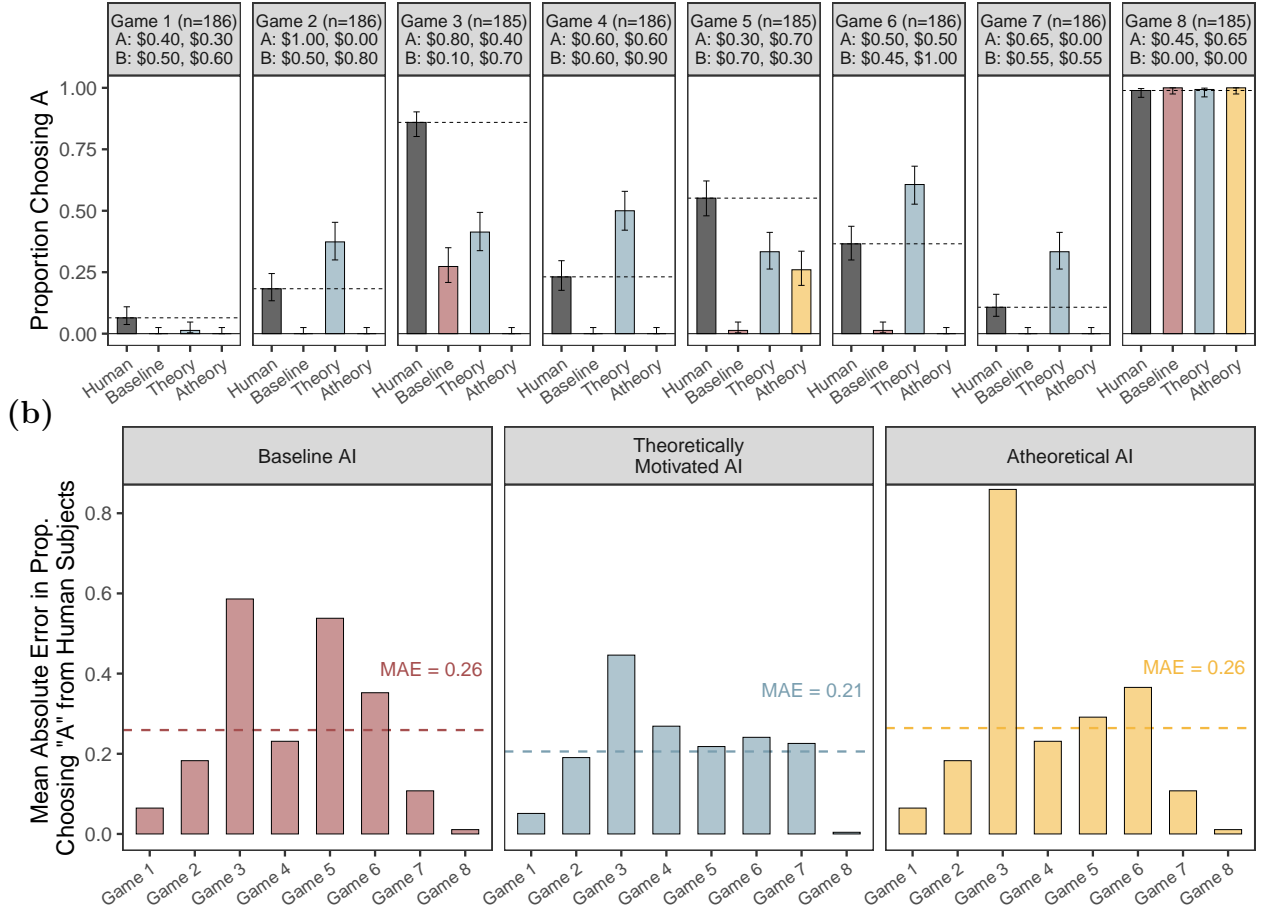 Game 1 (n=186)
A: $0.40, $0.30
B: $0.50, $0.60
Game 2 (n=186)
A: $1.00, $0.00
B: $0.50, $0.80
Game 3 (n=185)
A: $0.80, $0.40
B: $0.10, $0.70
Game 4 (n=186)
A: $0.60, $0.60
B: $0.60, $0.90
Game 5 (n=185)
A: $0.30, $0.70
B: $0.70, $0.30
Game 6 (n=186)
A: $0.50, $0.50
B: $0.45, $1.00
Game 7 (n=186)
A: $0.65, $0.00
B: $0.55, $0.55
Game 8 (n=185)
A: $0.45, $0.65
B: $0.00, $0.00
Proportion Choosing A
1.00
0.75
0.50
0.25
0.00
Human
Baseline
Theory
Atheory
Human
Baseline
Theory
Atheory
Human
Baseline
Theory
Atheory
Human
Baseline
Theory
Atheory
Human
Baseline
Theory
Atheory
Human
Baseline
Theory
Atheory
Human
Baseline
Theory
Atheory
Human
Baseline
Theory
Atheory
(b)
Baseline AI
Theoretically
Motivated AI
Atheoretical AI
Mean Absolute Error in Prop.
Choosing "A" from Human Subjects
0.8
0.6
0.4
0.2
0.0
MAE = 0.26
MAE = 0.21
MAE = 0.26
Game 1
Game 2
Game 3
Game 4
Game 5
Game 6
Game 7
Game 8
Game 1
Game 2
Game 3
Game 4
Game 5
Game 6
Game 7
Game 8
Game 1
Game 2
Game 3
Game 4
Game 5
Game 6
Game 7
Game 8